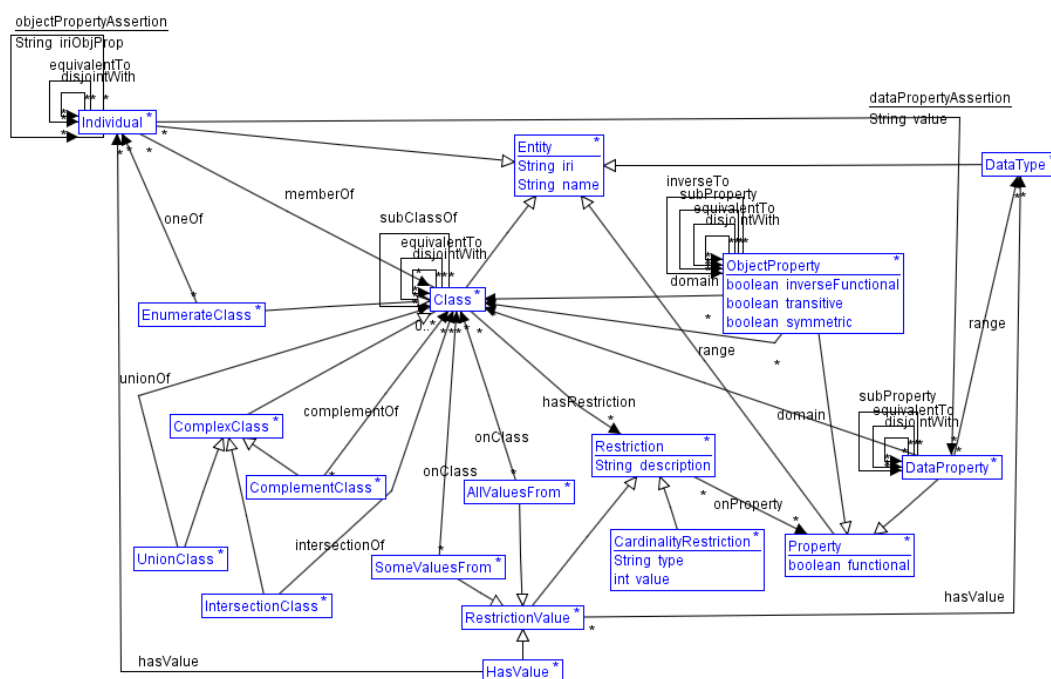 objectPropertyAssertion
String iriObjProp
equivalentTo
disjointWith
* * *
Individual *
*
*
*
*
* * *
dataPropertyAssertion
String value
Entity *
String iri
String name
DataType *
* *
memberOf
oneOf
inverseTo
subProperty
equivalentTo
disjointWith
****
ObjectProperty *
boolean inverseFunctional
boolean transitive
boolean symmetric
domain
subClassOf
equivalentTo
disjointWith
***
Class *
*
EnumerateClass *
0..
*
*
range
range
unionOf
ComplexClass *
complementOf
hasRestriction
domain
subProperty
equivalentTo
disjointWith
***
DataProperty *
*
Restriction *
String description
*
onClass
onClass
ComplementClass *
*
AllValuesFrom *
*
onProperty
*
*
UnionClass *
intersectionOf
CardinalityRestriction *
String type
int value
Property *
boolean functional
SomeValuesFrom *
*
IntersectionClass *
RestrictionValue *
*
hasValue
hasValue
HasValue *